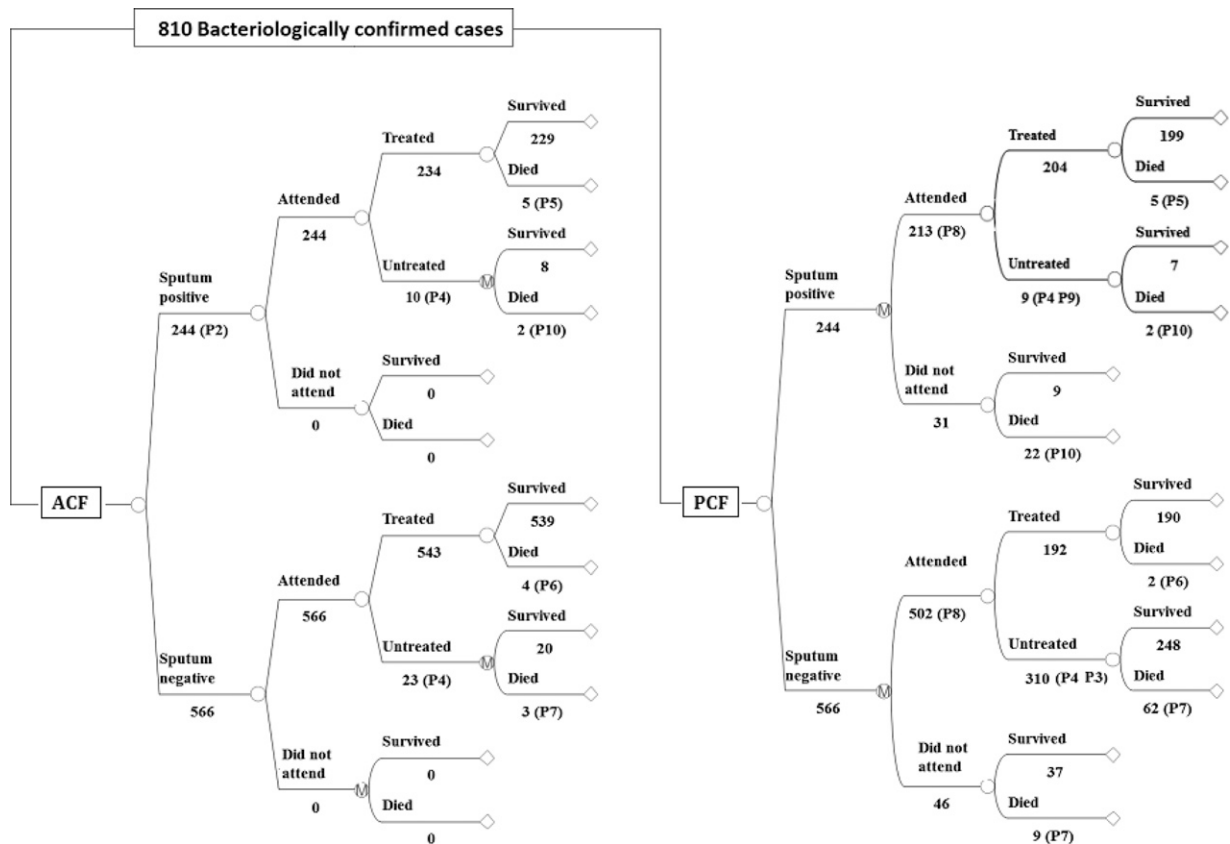 810 Bacteriologically confirmed cases
ACF
Sputum
positive
244 (P2)
Attended
244
Treated
234
Survived
229
Died
5 (P5)
Untreated
10 (P4)
M
Survived
8
Died
2 (P10)
Did not
attend
0
Survived
0
Died
0
Sputum
negative
566
Attended
566
Treated
543
Survived
539
Died
4 (P6)
Untreated
23 (P4)
M
Survived
20
Died
3 (P7)
Did not
attend
0
M
Survived
0
Died
0
PCF
Sputum
positive
244
M
Attended
213 (P8)
Treated
204
Survived
199
Died
5 (P5)
Untreated
9 (P4 P9)
Survived
7
Died
2 (P10)
Did not
attend
31
Survived
9
Died
22 (P10)
Sputum
negative
566
M
Attended
502 (P8)
Treated
192
Survived
190
Died
2 (P6)
Untreated
310 (P4 P3)
Survived
248
Died
62 (P7)
Did not
attend
46
Survived
37
Died
9 (P7)